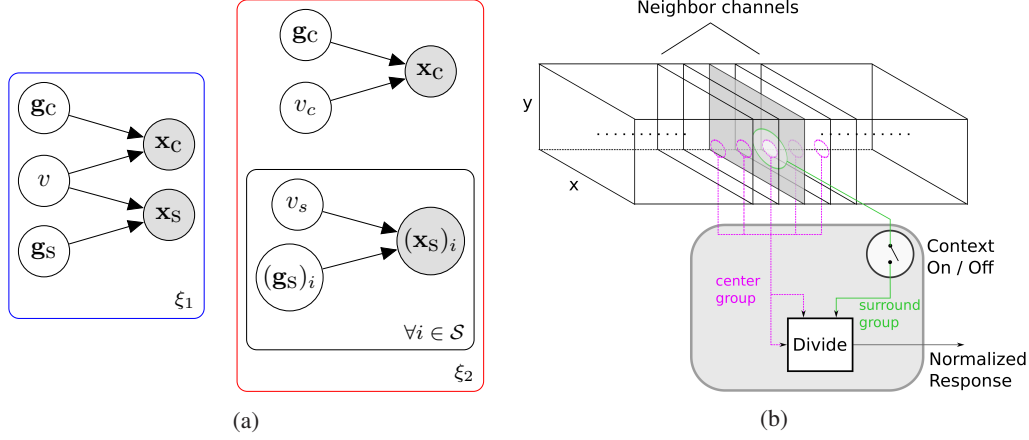 g_C
v
g_S
x_C
x_S
ξ_1
g_C
v_c
x_C
v_s
(g_S)_i
(x_S)_i
∀i ∈ S
ξ_2
(a)
Neighbor channels
y
x
Context
On / Off
center
group
surround
group
Divide
Normalized
Response
(b)